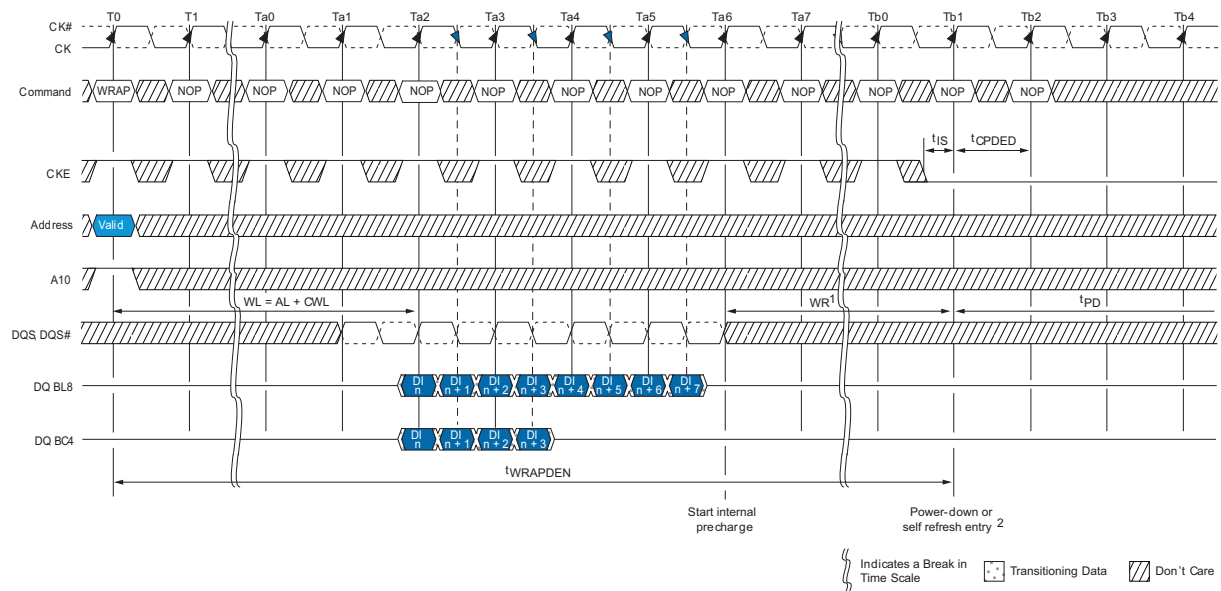 T0 T1 Ta0 Ta1 Ta2 Ta3 Ta4 Ta5 Ta6 Ta7 Tb0 Tb1 Tb2 Tb3 Tb4
CK#
CK
Command WRAP NOP NOP NOP NOP NOP NOP NOP NOP NOP NOP NOP NOP
tIS tCPDED
CKE
Address Valid
A10
WL = AL + CWL WR1 tPD
DQS, DQS#
DQ BL8 DI n DI n + 1 DI n + 2 DI n + 3 DI n + 4 DI n + 5 DI n + 6 DI n + 7
DQ BC4 DI n DI n + 1 DI n + 2 DI n + 3
tWRAPDEN
Start internal
precharge
Power-down or
self refresh entry 2
Indicates a Break in
Time Scale
Transitioning Data
Don't Care